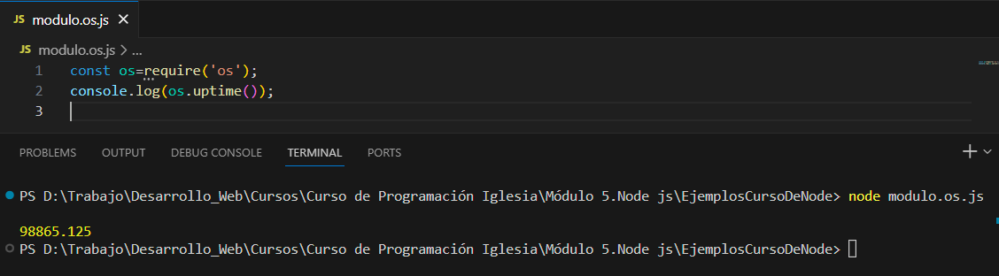 JS modulo.os.js ×
JS modulo.os.js > ...
1 const os=require('os');
2 console.log(os.uptime());
3
PROBLEMS OUTPUT DEBUG CONSOLE TERMINAL PORTS
PS D:\Trabajo\Desarrollo_Web\Cursos\Curso de Programación Iglesia\Módulo 5.Node js\EjemplosCursoDeNode> node modulo.os.js
98865.125
PS D:\Trabajo\Desarrollo_Web\Cursos\Curso de Programación Iglesia\Módulo 5.Node js\EjemplosCursoDeNode>